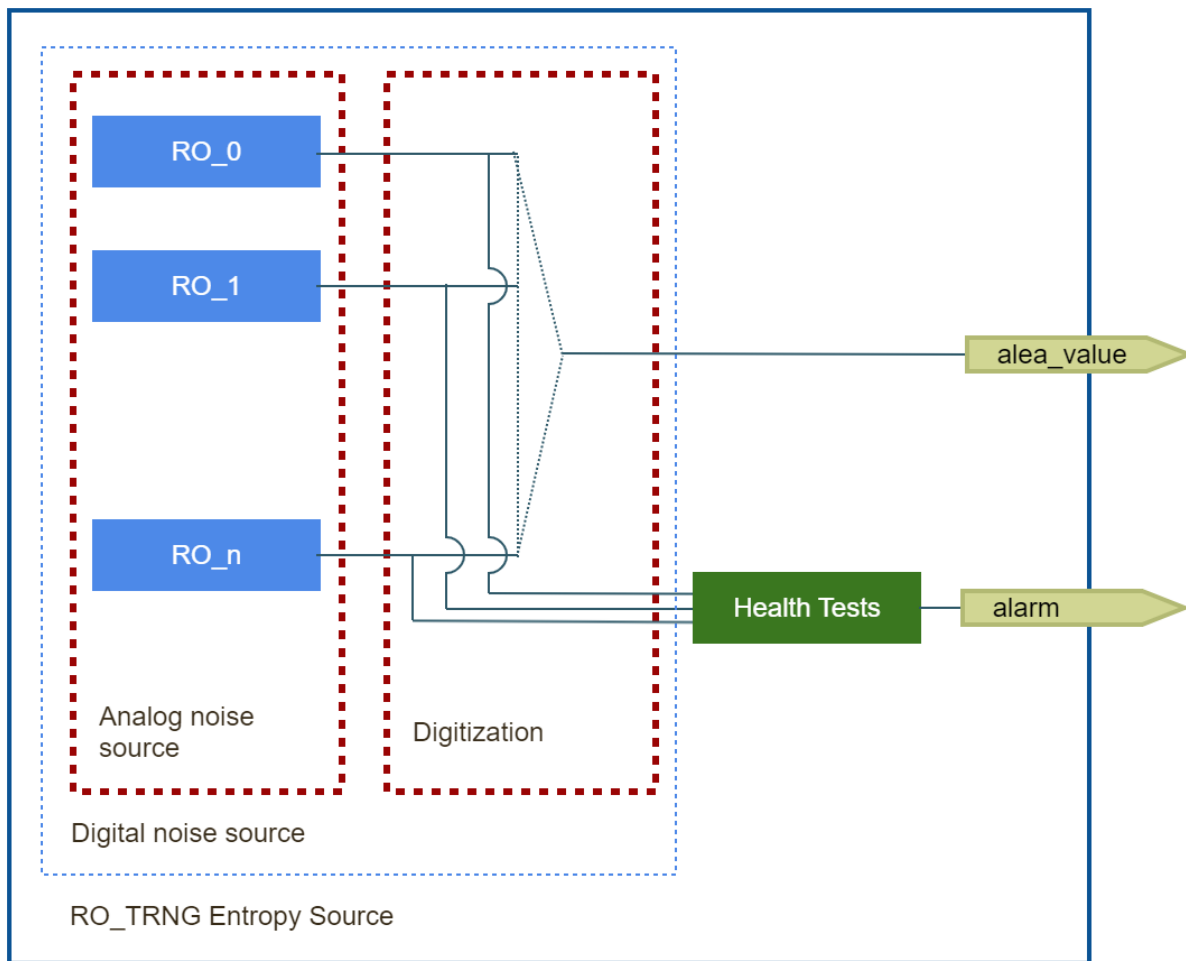 RO_0
RO_1
alea_value
RO_n
Health Tests
alarm
Analog noise
source
Digitization
Digital noise source
RO_TRNG Entropy Source